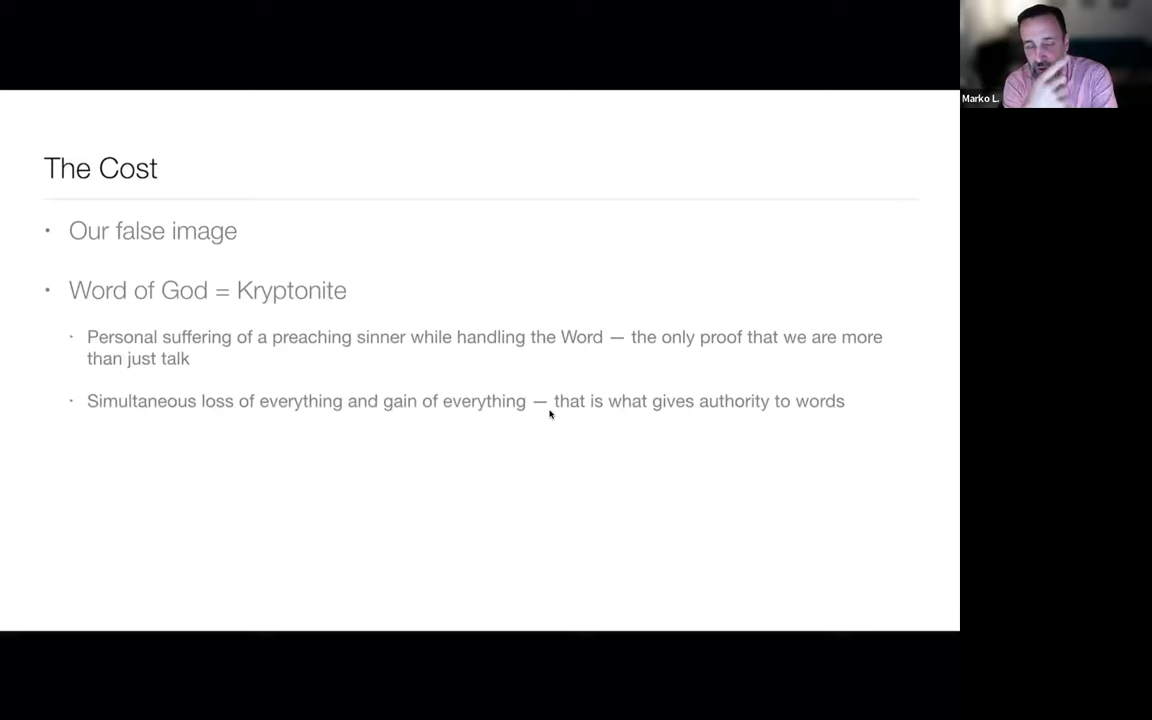 The Cost
• Our false image
• Word of God = Kryptonite
• Personal suffering of a preaching sinner while handling the Word — the only proof that we are more
than just talk
• Simultaneous loss of everything and gain of everything — that is what gives authority to words
Marko L.